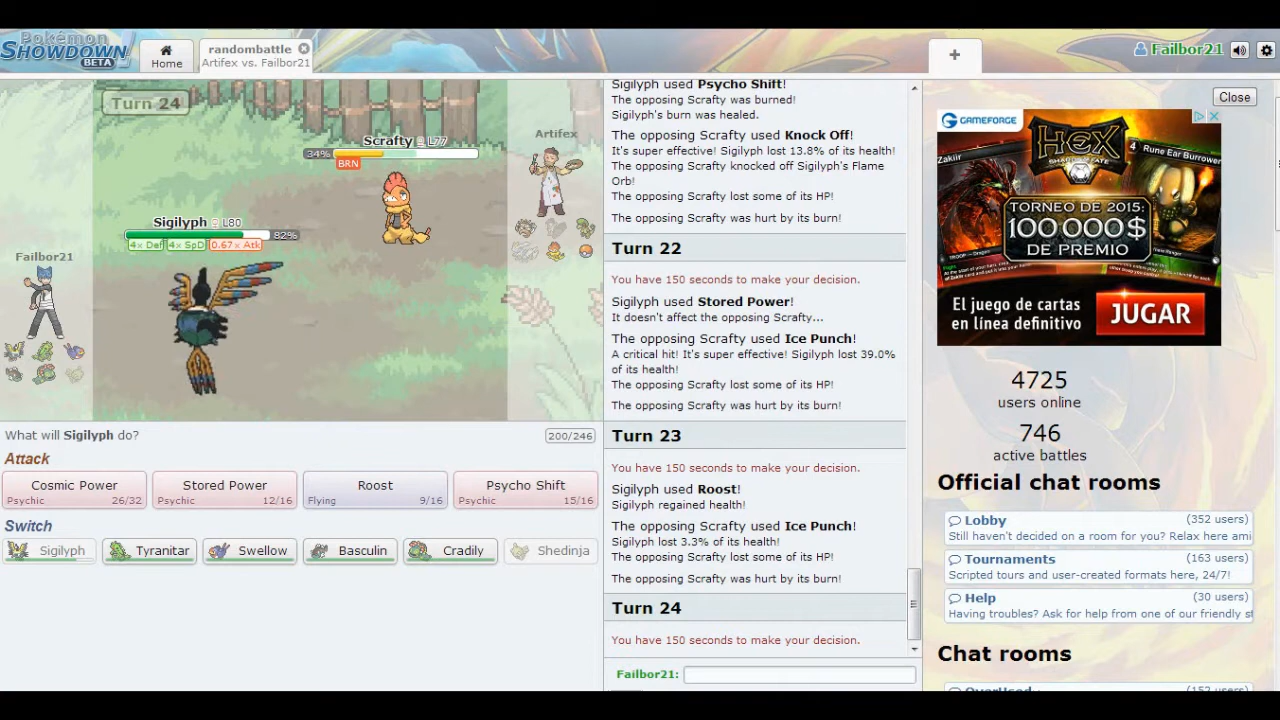 Pokémon
SHOWDOWN
BETA
Home
randombattle
Artifex vs. Failbor21
+
Failbor21
Turn 24
Scrafty L77
34%
BRN
Artifex
Sigilyph L80
82%
4x Def 4x SpD 0.67x Atk
Failbor21
What will Sigilyph do?
200/246
Attack
Cosmic Power
Psychic 26/32
Stored Power
Psychic 12/16
Roost
Flying 9/16
Psycho Shift
Psychic 15/16
Switch
Sigilyph
Tyranitar
Swellow
Basculin
Cradily
Shedinja
Sigilyph used Psycho Shift!
The opposing Scrafty was burned!
Sigilyph's burn was healed.
The opposing Scrafty used Knock Off!
It's super effective! Sigilyph lost 13.8% of its health!
The opposing Scrafty knocked off Sigilyph's Flame
Orb!
The opposing Scrafty lost some of its HP!
The opposing Scrafty was hurt by its burn!
Turn 22
You have 150 seconds to make your decision.
Sigilyph used Stored Power!
It doesn't affect the opposing Scrafty...
The opposing Scrafty used Ice Punch!
A critical hit! It's super effective! Sigilyph lost 39.0%
of its health!
The opposing Scrafty lost some of its HP!
The opposing Scrafty was hurt by its burn!
Turn 23
You have 150 seconds to make your decision.
Sigilyph used Roost!
Sigilyph regained health!
The opposing Scrafty used Ice Punch!
Sigilyph lost 3.3% of its health!
The opposing Scrafty lost some of its HP!
The opposing Scrafty was hurt by its burn!
Turn 24
You have 150 seconds to make your decision.
Failbor21:
Close
GAMEFORGE
HEX
Zakiir
4
Rune Ear Burrower
TORNEO DE 2015:
100 000$
DE PREMIO
El juego de cartas
en línea definitivo
JUGAR
4725
users online
746
active battles
Official chat rooms
Lobby (352 users)
Still haven't decided on a room for you? Relax here ami
Tournaments (163 users)
Scripted tours and user-created formats here, 24/7!
Help (30 users)
Having troubles? Ask for help from one of our friendly st
Chat rooms
OverUsed (152 users)